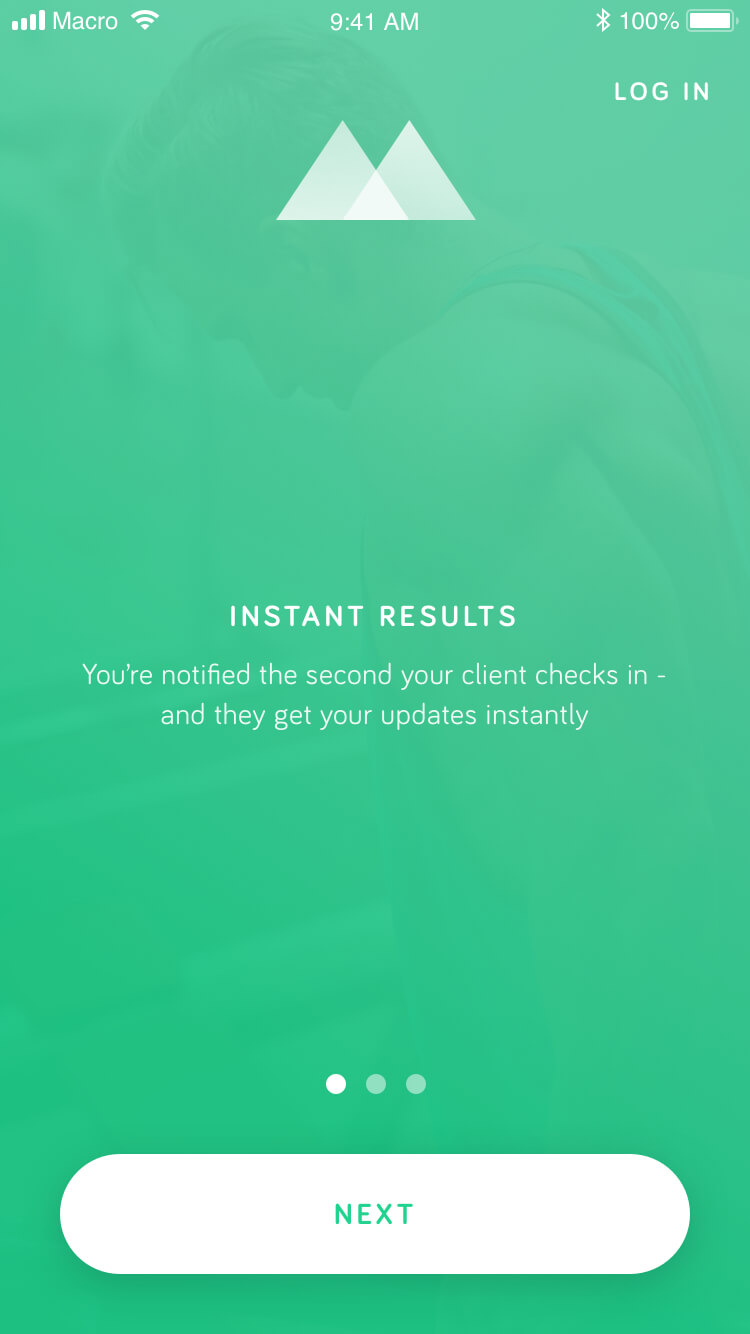 Macro 9:41 AM 100%
LOG IN
INSTANT RESULTS
You’re notified the second your client checks in -
and they get your updates instantly
NEXT